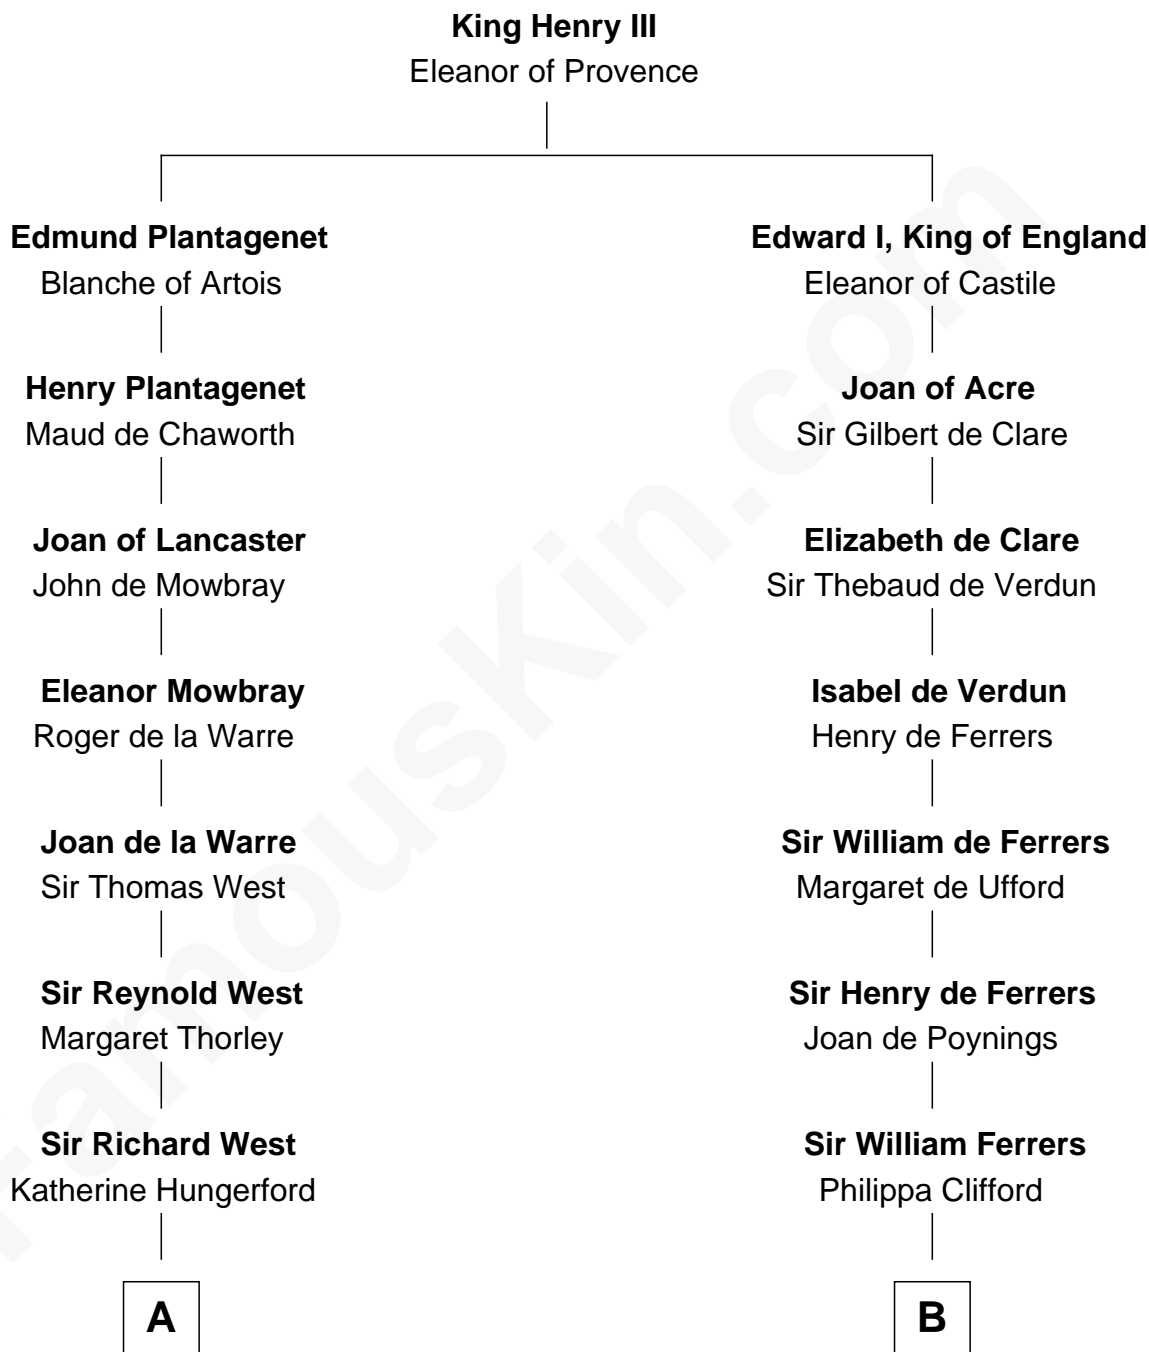 King Henry III
Eleanor of Provence
Edmund Plantagenet
Blanche of Artois
Henry Plantagenet
Maud de Chaworth
Joan of Lancaster
John de Mowbray
Eleanor Mowbray
Roger de la Warre
Joan de la Warre
Sir Thomas West
Sir Reynold West
Margaret Thorley
Sir Richard West
Katherine Hungerford
A
Edward I, King of England
Eleanor of Castile
Joan of Acre
Sir Gilbert de Clare
Elizabeth de Clare
Sir Thebaud de Verdun
Isabel de Verdun
Henry de Ferrers
Sir William de Ferrers
Margaret de Ufford
Sir Henry de Ferrers
Joan de Poynings
Sir William Ferrers
Philippa Clifford
B
FamousKin.com